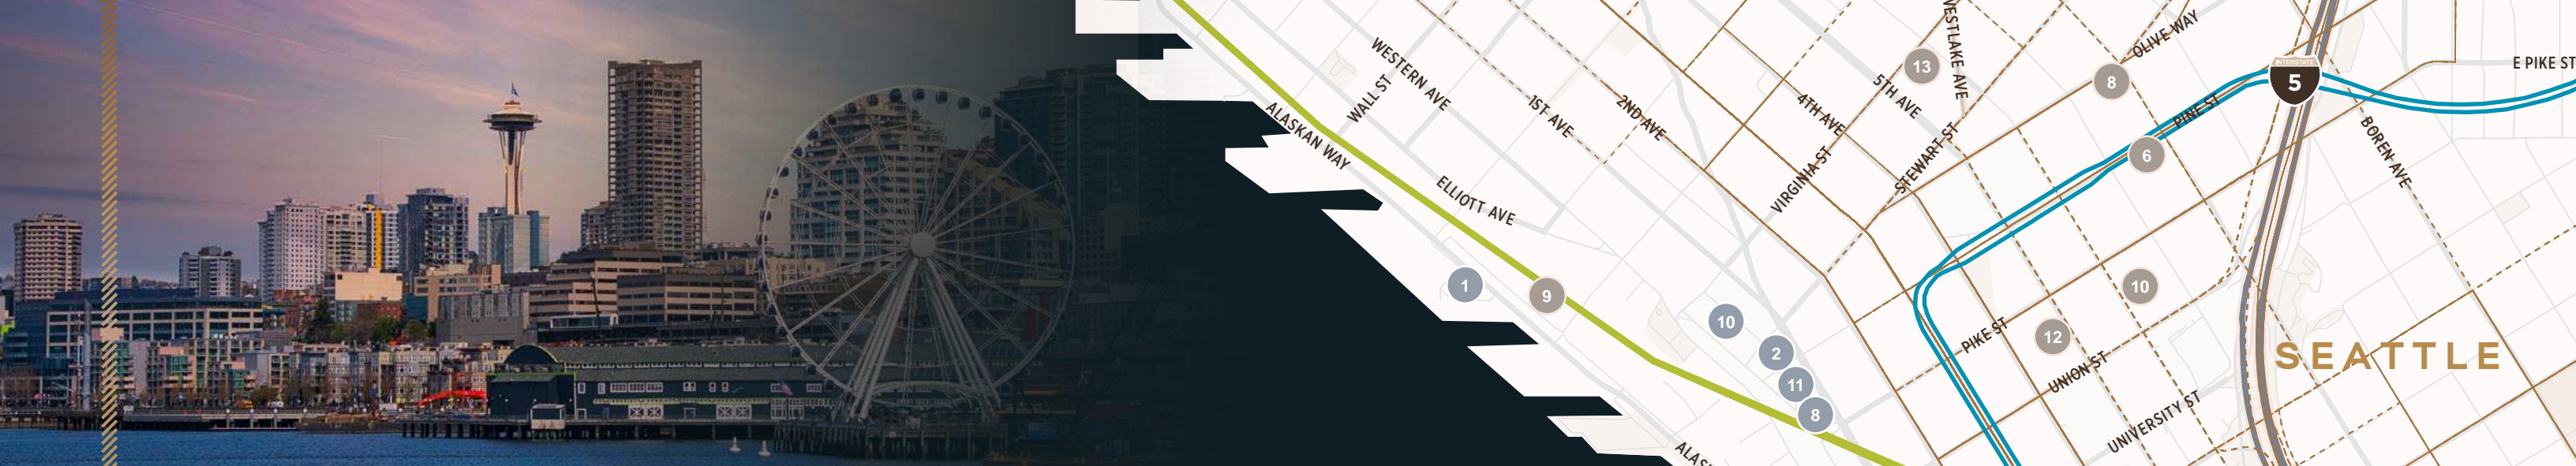 WESTERN AVE
WALL ST
ALASKAN WAY
ELLIOTT AVE
1ST AVE
2ND AVE
4TH AVE
5TH AVE
VIRGINIA ST
STEWART ST
WESTLAKE AVE
OLIVE WAY
PINE ST
INTERSTATE
5
E PIKE ST
BOREN AVE
13
8
6
1
9
10
2
11
8
10
12
PIKE ST
UNION ST
UNIVERSITY ST
SEATTLE
ALAS